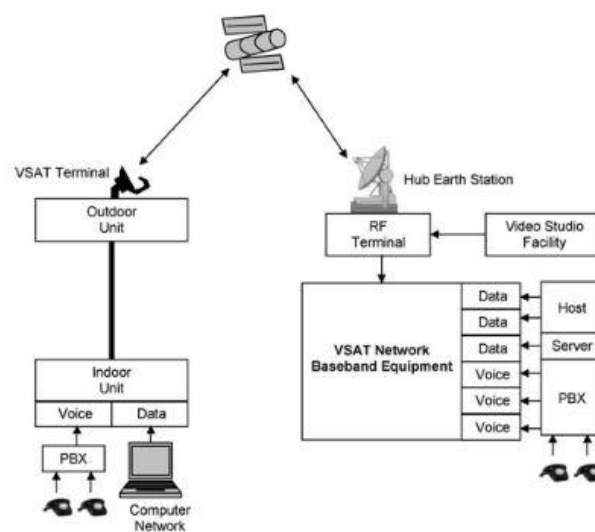 VSAT Terminal
Outdoor
Unit
Indoor
Unit
Voice
Data
PBX
Computer
Network
Hub Earth Station
RF
Terminal
Video Studio
Facility
VSAT Network
Baseband Equipment
Data
Data
Data
Voice
Voice
Voice
Host
Server
PBX